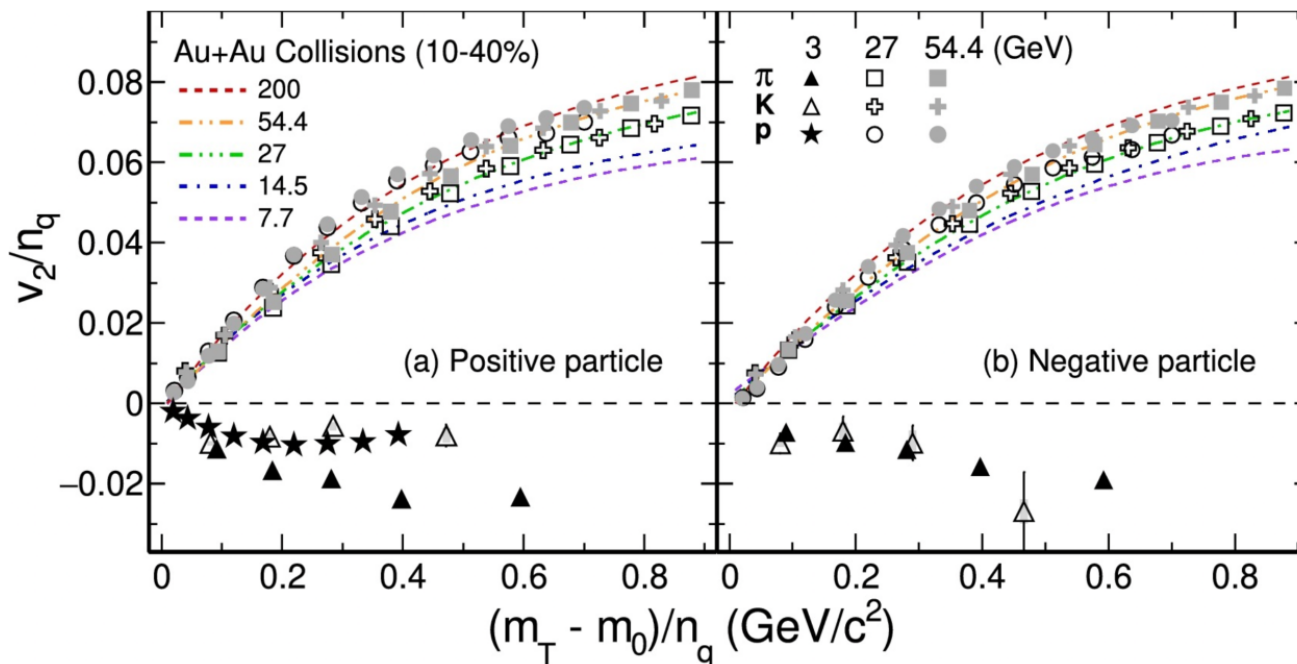 Au+Au Collisions (10-40%)
200
54.4
27
14.5
7.7
3 27 54.4 (GeV)
π
K
p
(a) Positive particle
(b) Negative particle
v2/nq
0.08
0.06
0.04
0.02
0
−0.02
0 0.2 0.4 0.6 0.8
0 0.2 0.4 0.6 0.8
(mT - m0)/nq (GeV/c²)